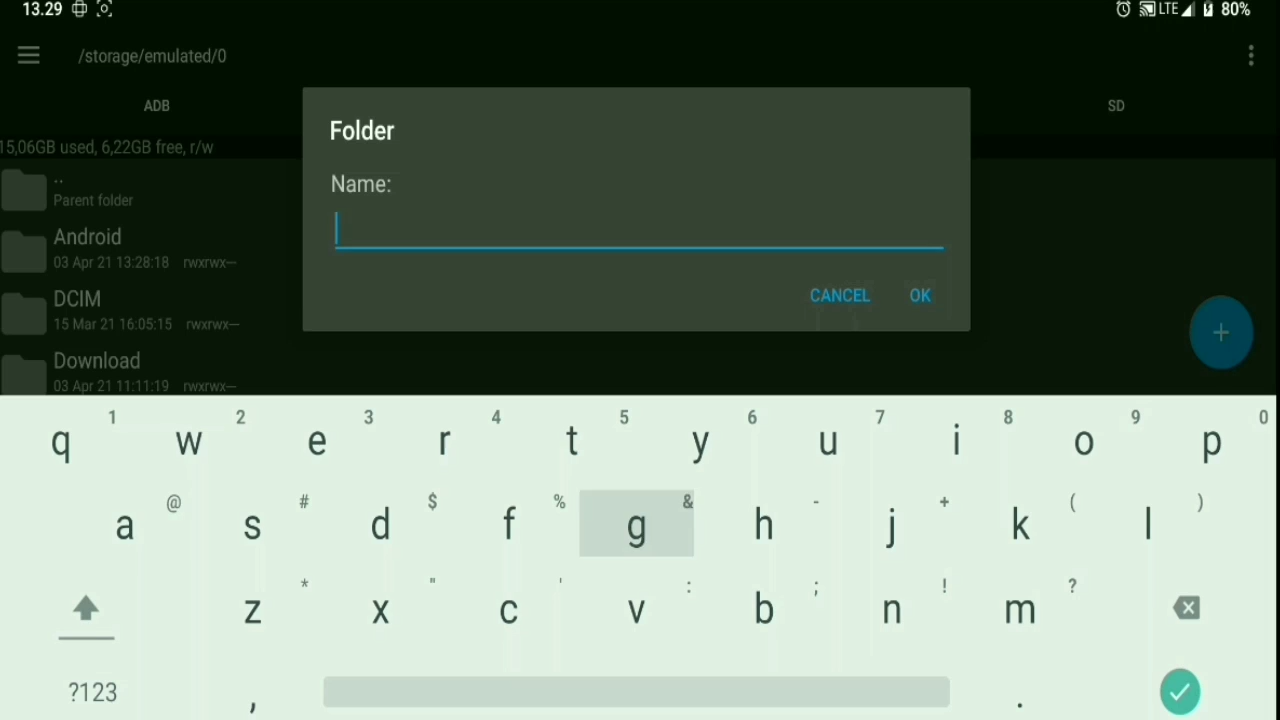 13.29 LTE 80%
/storage/emulated/0
ADB SD
15,06GB used, 6,22GB free, r/w
..
Parent folder
Android
03 Apr 21 13:28:18 rwxrwx---
DCIM
15 Mar 21 16:05:15 rwxrwx---
Download
03 Apr 21 11:11:19 rwxrwx---
Folder
Name:
CANCEL OK
+
1 2 3 4 5 6 7 8 9 0
q w e r t y u i o p
@ # $ % & - + ( )
a s d f g h j k l
* " ' : ; ! ?
z x c v b n m
?123 , .